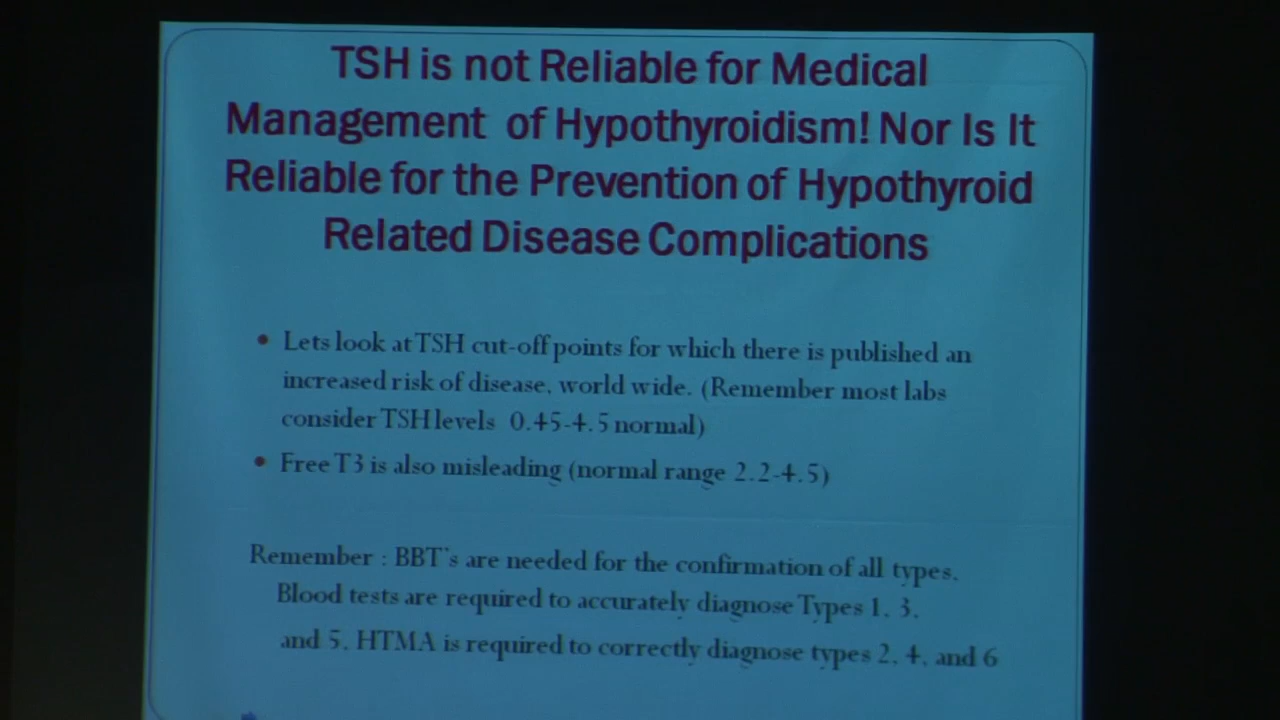 TSH is not Reliable for Medical
Management of Hypothyroidism! Nor Is It
Reliable for the Prevention of Hypothyroid
Related Disease Complications
• Lets look at TSH cut-off points for which there is published an
increased risk of disease, world wide. (Remember most labs
consider TSH levels 0.45-4.5 normal)
• Free T3 is also misleading (normal range 2.2-4.5)
Remember : BBT's are needed for the confirmation of all types.
Blood tests are required to accurately diagnose Types 1, 3,
and 5. HTMA is required to correctly diagnose types 2, 4, and 6